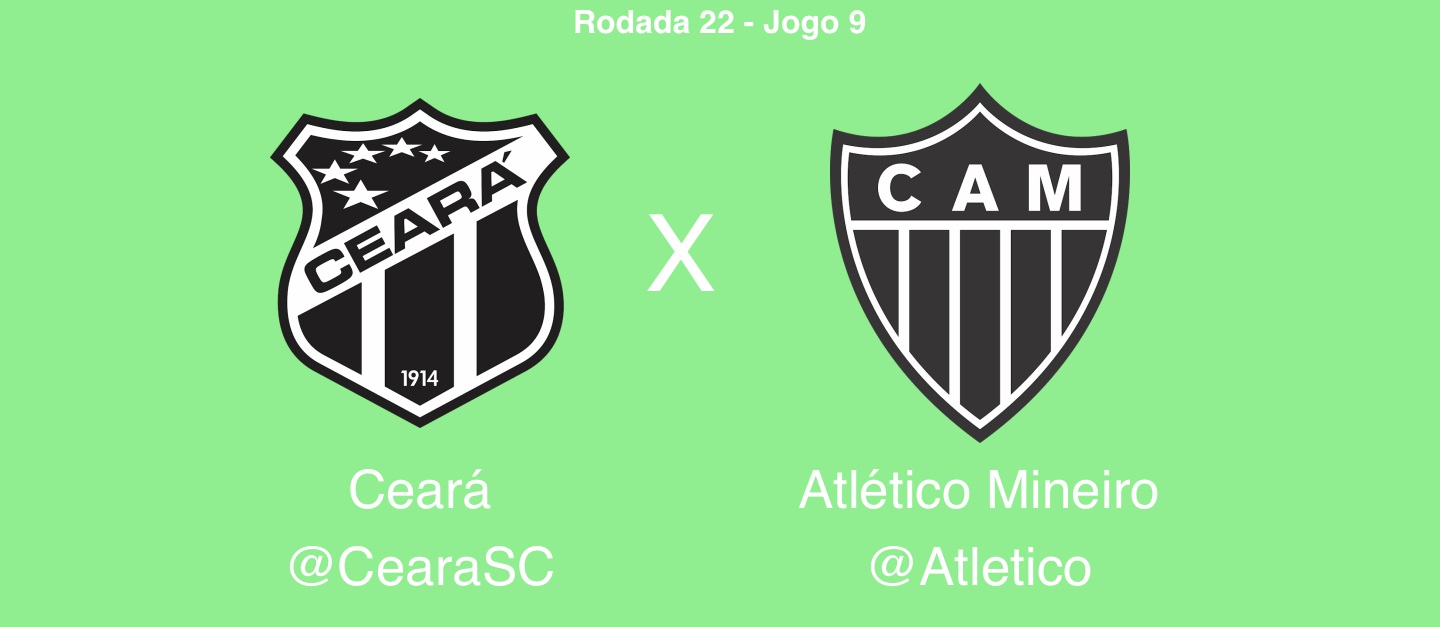 Rodada 22 - Jogo 9
CEARÁ
1914
C A M
X
Ceará
Atlético Mineiro
@CearaSC
@Atletico